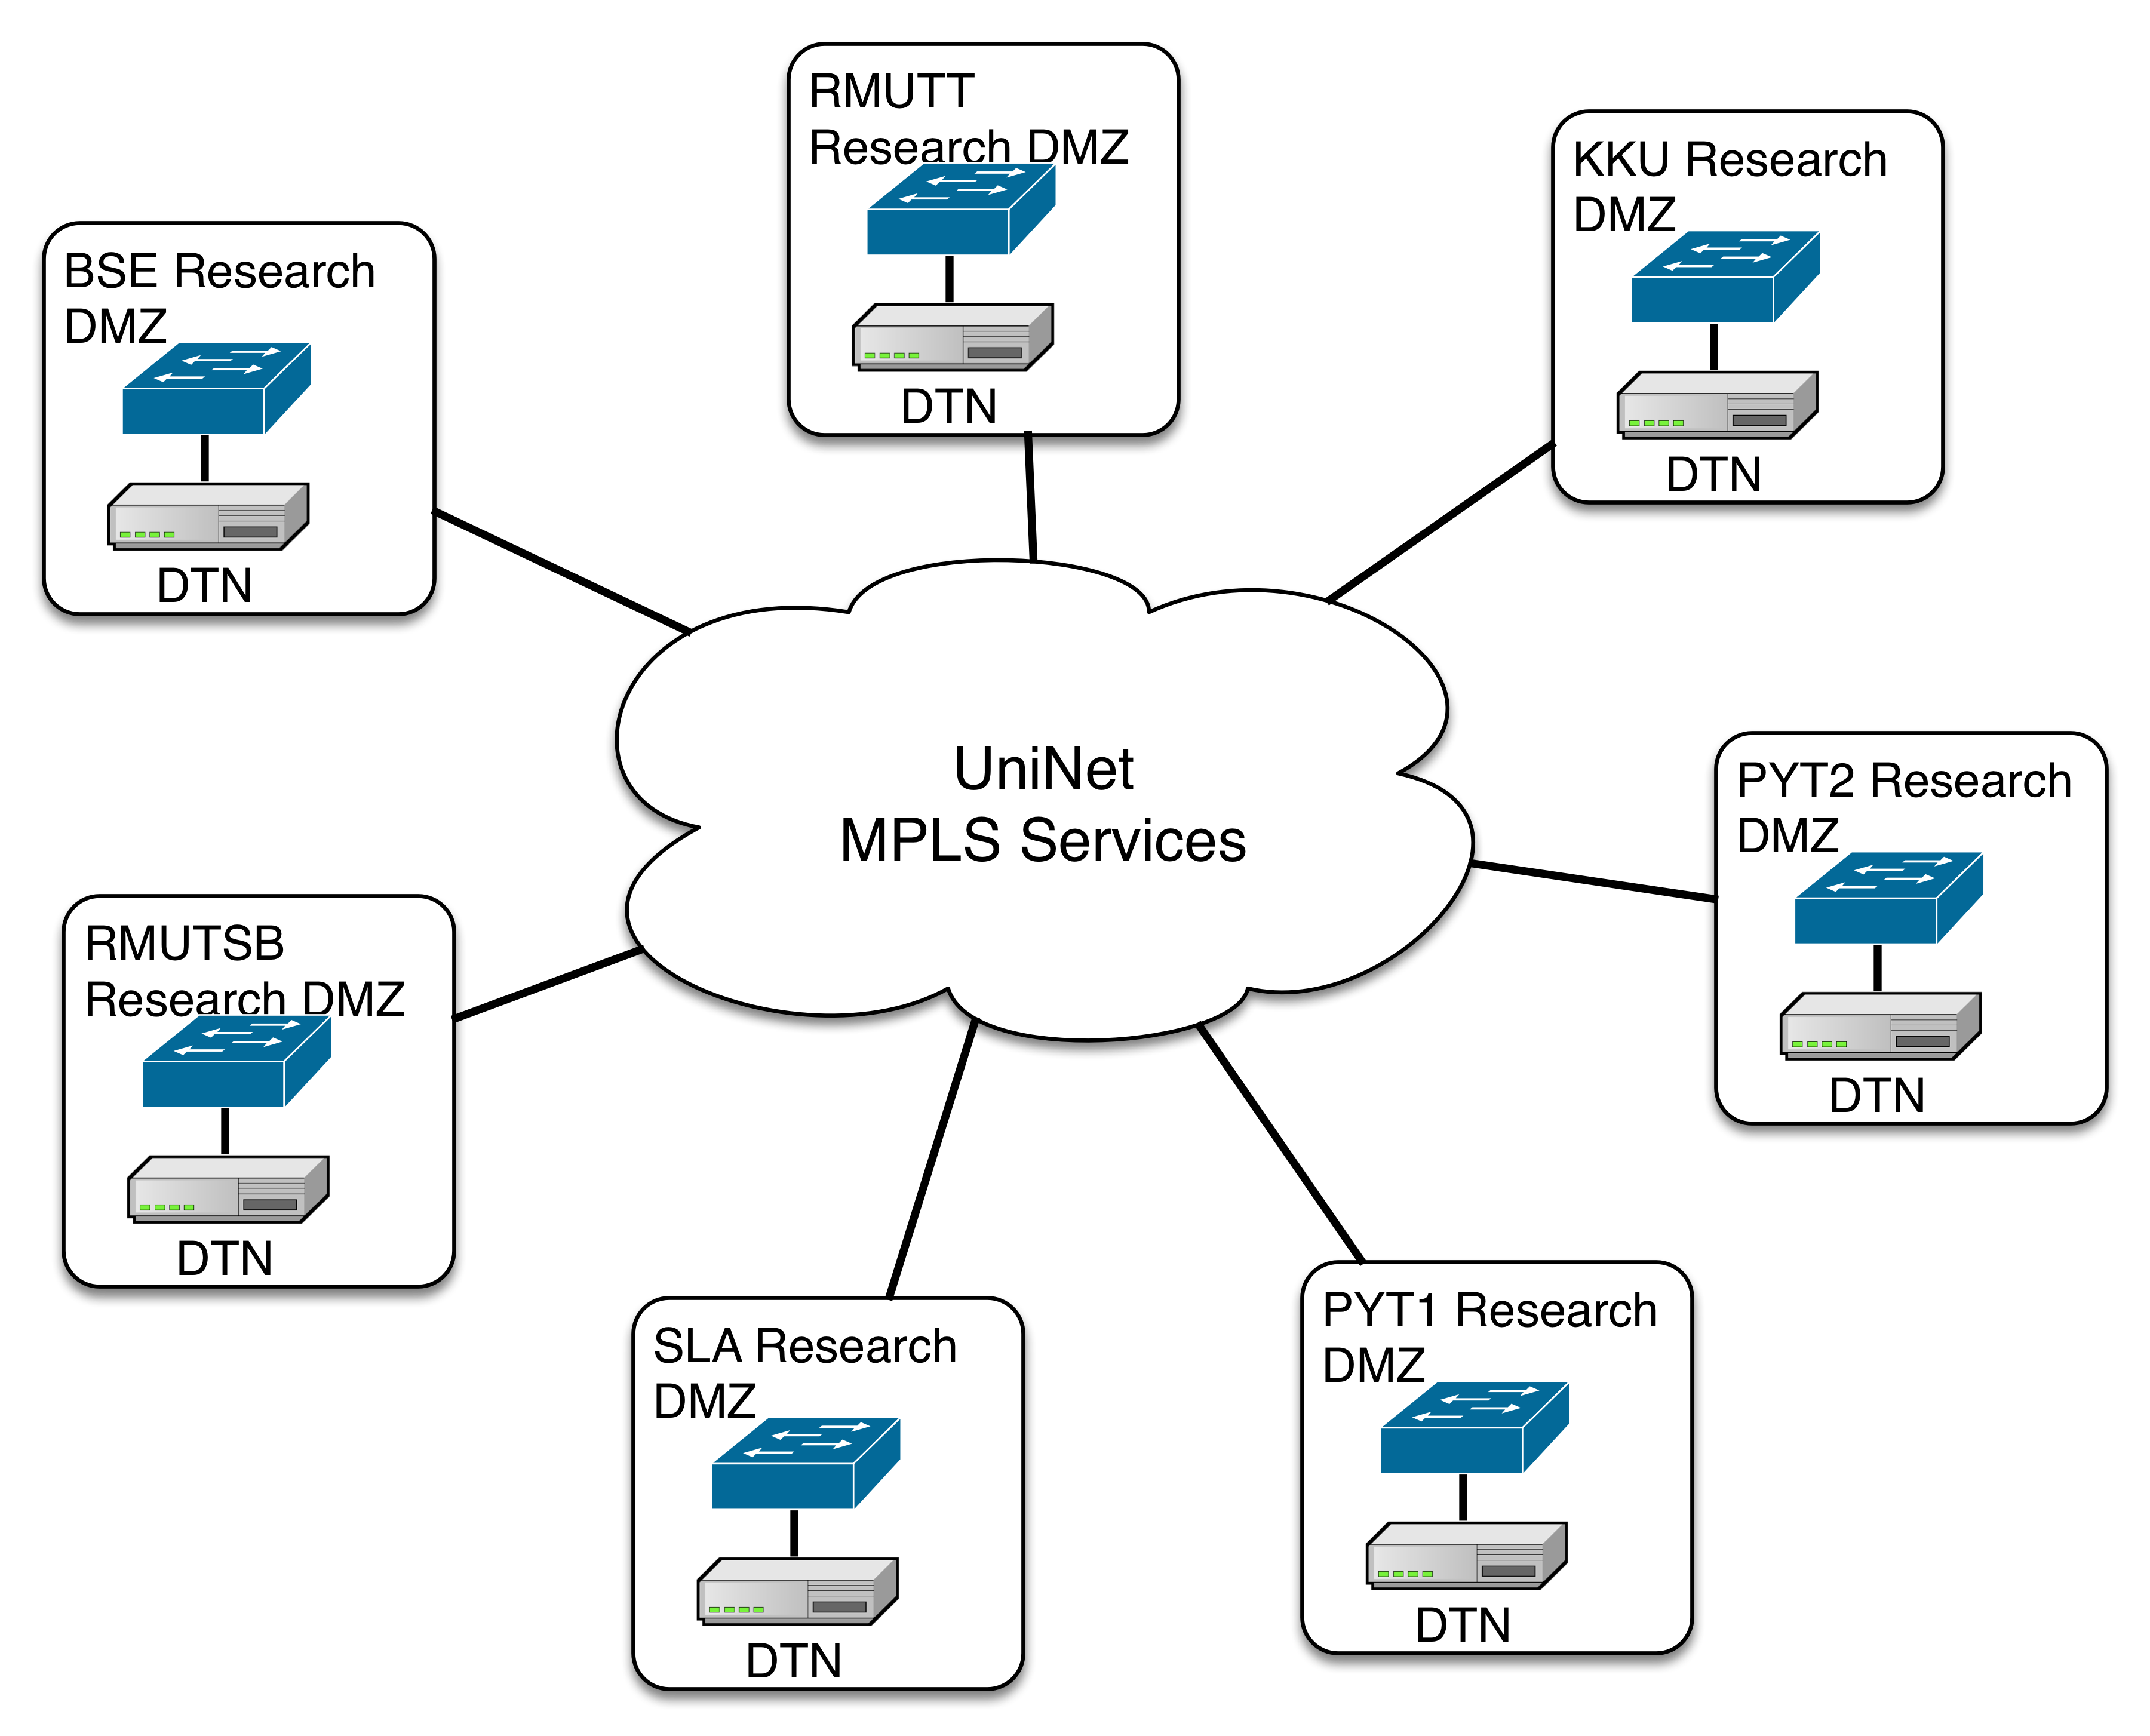 RMUTT
Research DMZ
DTN
KKU Research
DMZ
DTN
BSE Research
DMZ
DTN
UniNet
MPLS Services
PYT2 Research
DMZ
DTN
RMUTSB
Research DMZ
DTN
SLA Research
DMZ
DTN
PYT1 Research
DMZ
DTN